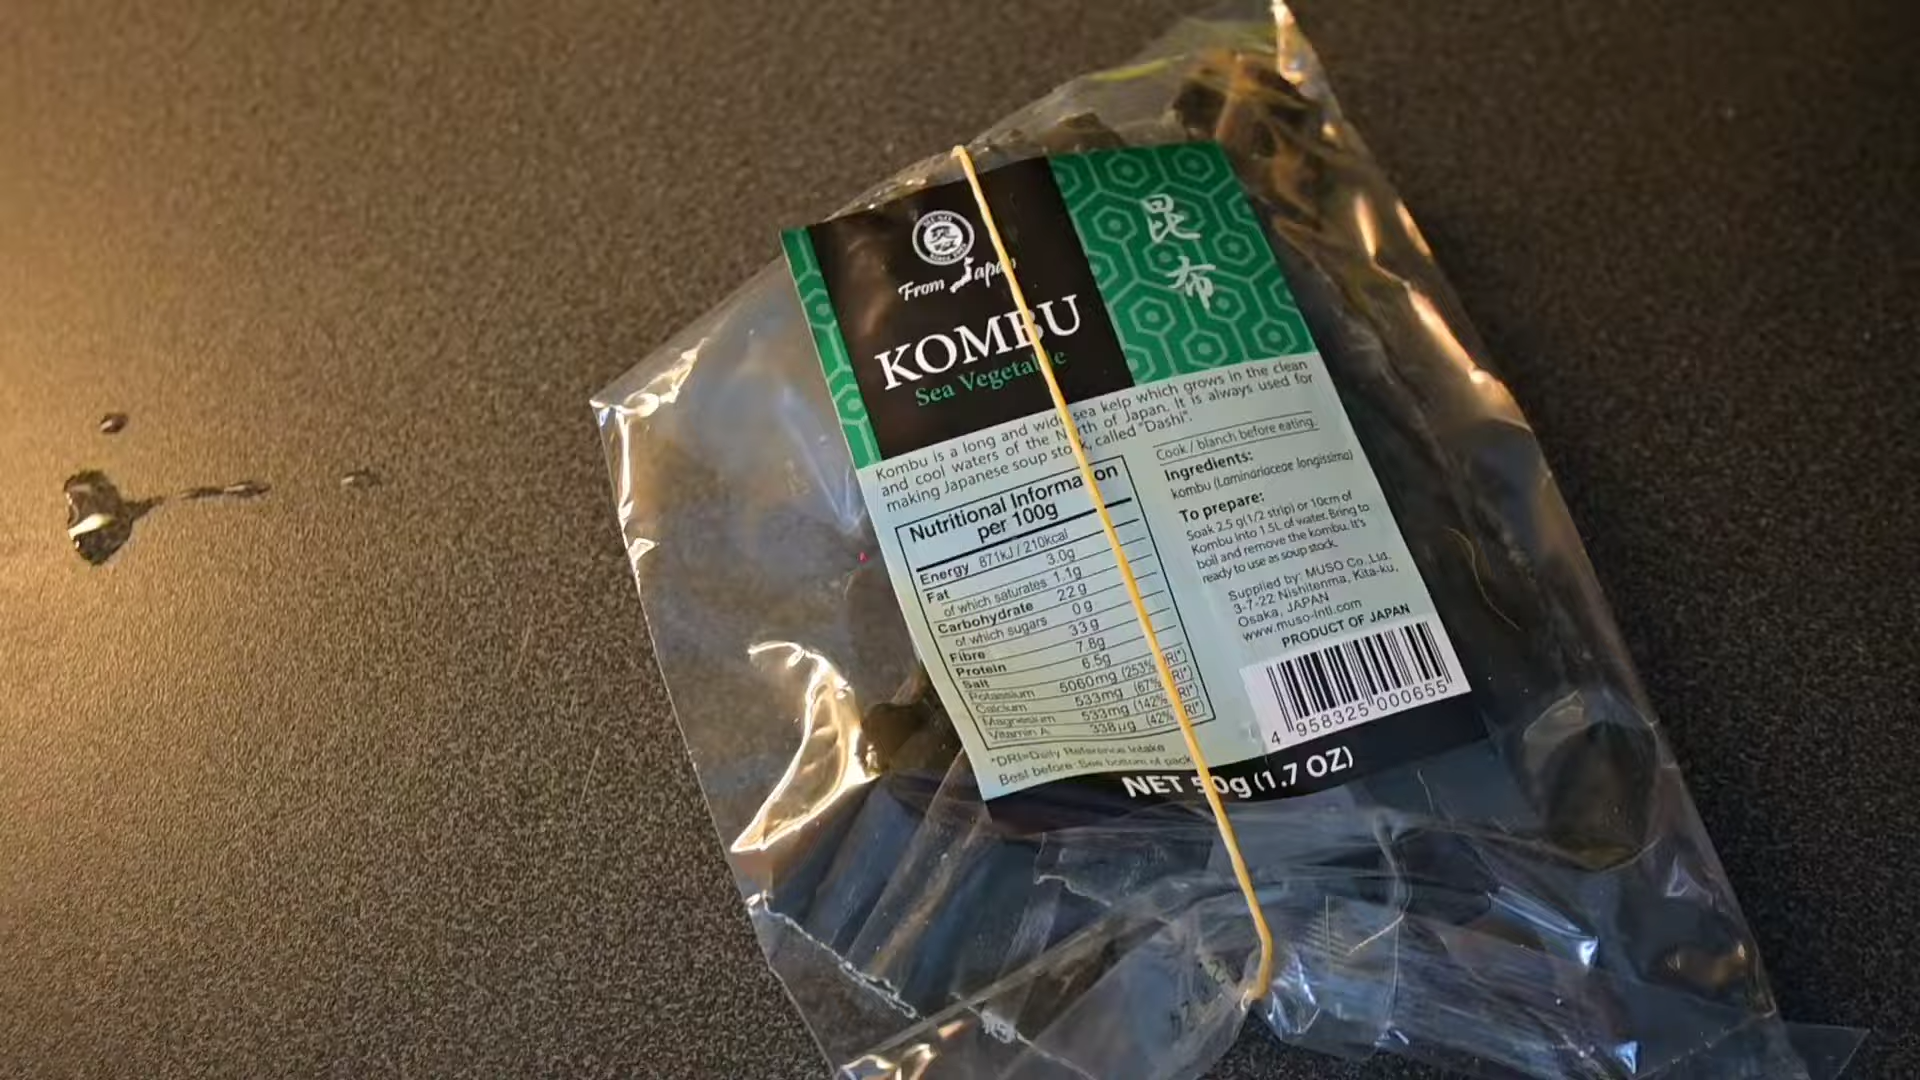 From Japan
KOMBU
Sea Vegetable
昆
布
Kombu is a long and wide sea kelp which grows in the clean
and cool waters of the North of Japan. It is always used for
making Japanese soup stock, called "Dashi".
Nutritional Information
per 100g
Energy 871kJ / 210kcal
Fat 3.0g
of which saturates 1.1g
Carbohydrate 22g
of which sugars 0g
Fibre 33g
Protein 7.8g
Salt 6.5g
Potassium 5060mg (253% DRI*)
Calcium 533mg (67% DRI*)
Magnesium 533mg (142% DRI*)
Vitamin A 338µg (42% DRI*)
*DRI=Daily Reference Intake
Best before: See bottom of pack
Cook / blanch before eating.
Ingredients:
kombu (Laminariaceae longissima)
To prepare:
Soak 2.5 g(1/2 strip) or 10cm of
Kombu into 1.5L of water. Bring to
boil and remove the kombu. It's
ready to use as soup stock.
Supplied by: MUSO Co.,Ltd.
3-7-22 Nishitenma, Kita-ku,
Osaka, JAPAN
www.muso-intl.com
PRODUCT OF JAPAN
4 958325 000655
NET 50g (1.7 OZ)